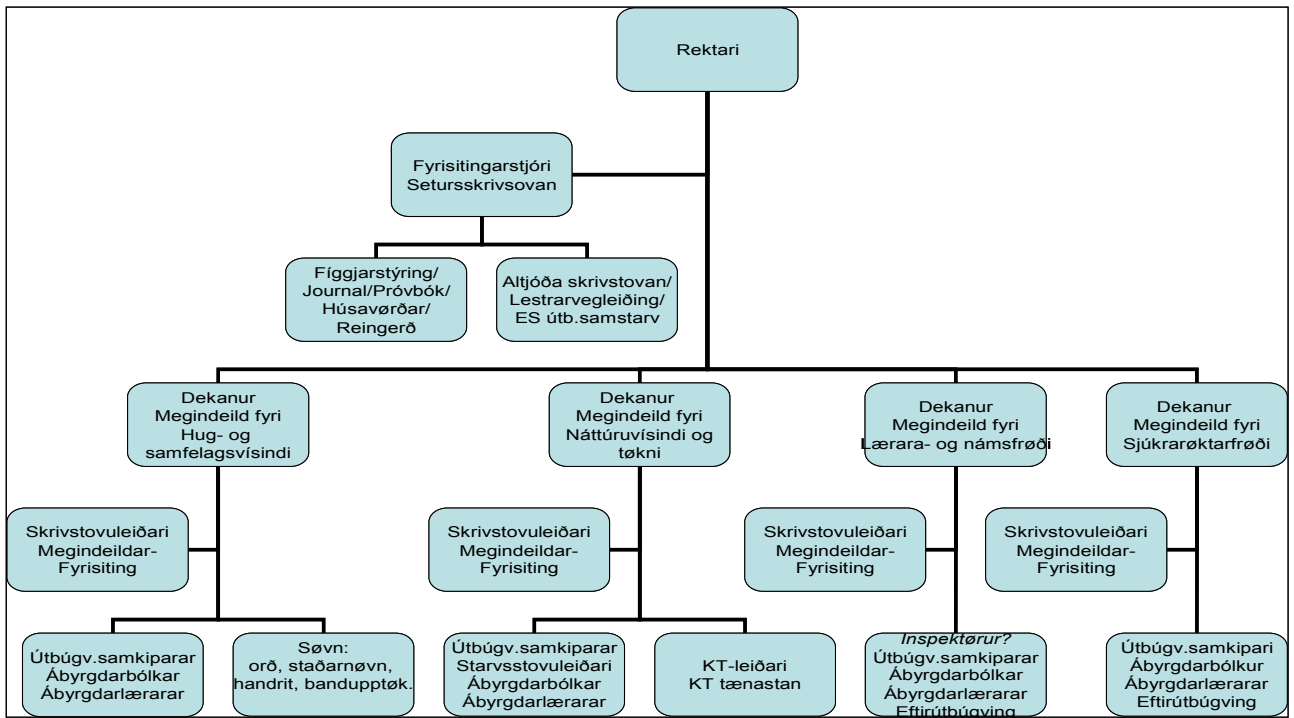 Rektari
Fyrisitingarstjóri
Setursskrivsovan
Fíggjarstýring/
Journal/Próvbók/
Húsavørðar/
Reingerð
Altjóða skrivstovan/
Lestrarvegleiðing/
ES útb.samstarv
Dekanur
Megindeild fyri
Hug- og
samfelagsvísindi
Dekanur
Megindeild fyri
Náttúruvísindi og
tøkni
Dekanur
Megindeild fyri
Lærara- og námsfrøði
Dekanur
Megindeild fyri
Sjúkrarøktarfrøði
Skrivstovuleiðari
Megindeildar-
Fyrisiting
Skrivstovuleiðari
Megindeildar-
Fyrisiting
Skrivstovuleiðari
Megindeildar-
Fyrisiting
Skrivstovuleiðari
Megindeildar-
Fyrisiting
Útbúgv.samkiparar
Ábyrgdarbólkar
Ábyrgdarlærarar
Søvn:
orð, staðarnøvn,
handrit, bandupptøk.
Útbúgv.samkiparar
Starvsstovuleiðari
Ábyrgdarbólkar
Ábyrgdarlærarar
KT-leiðari
KT tænastan
Inspektørur?
Útbúgv.samkiparar
Ábyrgdarbólkar
Ábyrgdarlærarar
Eftirútbúgving
Útbúgv.samkipari
Ábyrgdarbólkur
Ábyrgdarlærarar
Eftirútbúgving